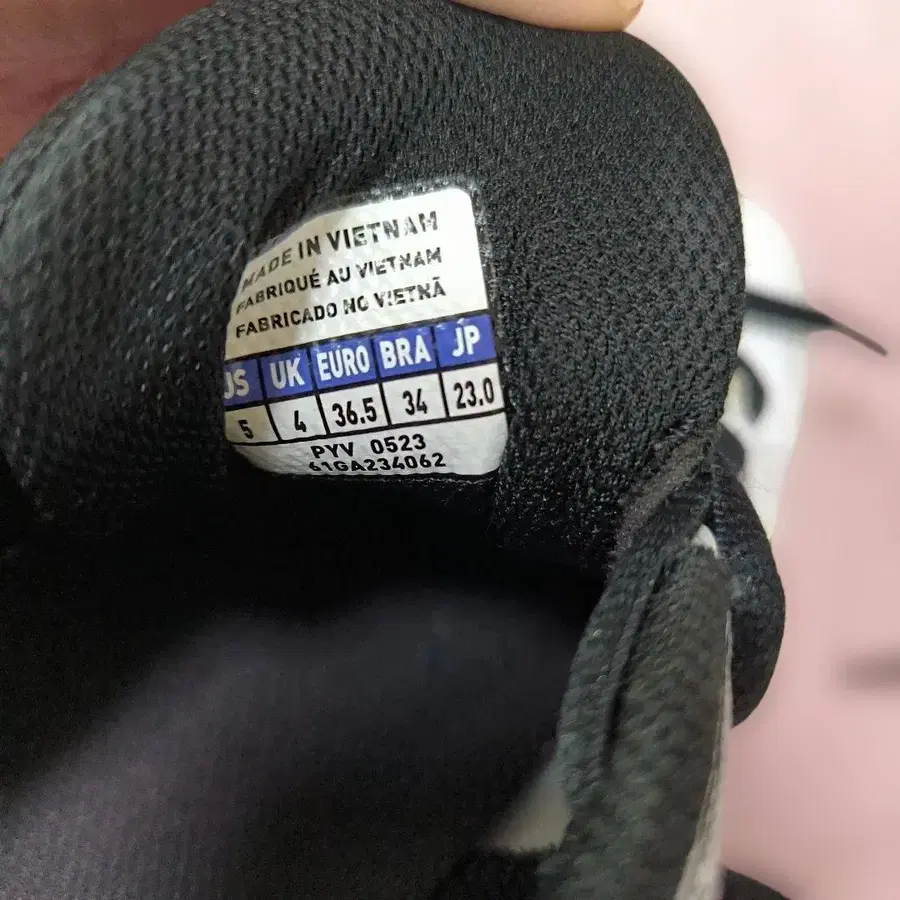 MADE IN VIETNAM
FABRIQUÉ AU VIETNAM
FABRICADO NO VIETNÃ
US UK EURO BRA JP
5 4 36.5 34 23.0
PYV 0523
61GA234062